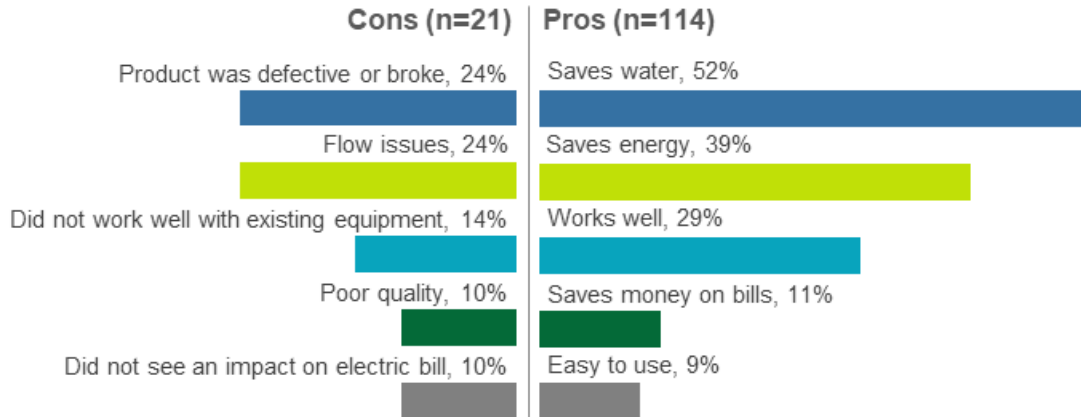 Cons (n=21)
Product was defective or broke, 24%
Flow issues, 24%
Did not work well with existing equipment, 14%
Poor quality, 10%
Did not see an impact on electric bill, 10%
Pros (n=114)
Saves water, 52%
Saves energy, 39%
Works well, 29%
Saves money on bills, 11%
Easy to use, 9%